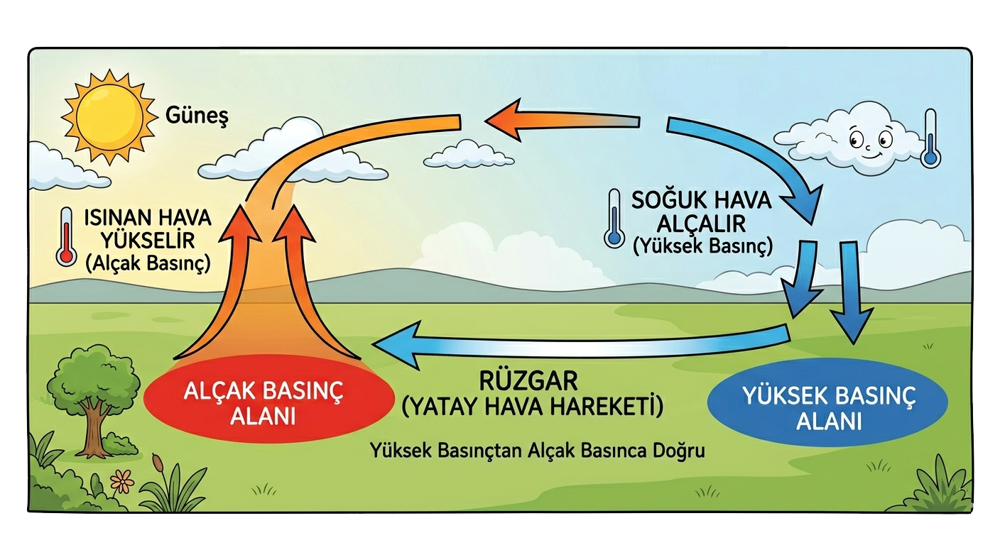 Güneş
ISINAN HAVA
YÜKSELİR
(Alçak Basınç)
SOĞUK HAVA
ALÇALIR
(Yüksek Basınç)
ALÇAK BASINÇ
ALANI
RÜZGAR
(YATAY HAVA HAREKETİ)
Yüksek Basınçtan Alçak Basınca Doğru
YÜKSEK BASINÇ
ALANI